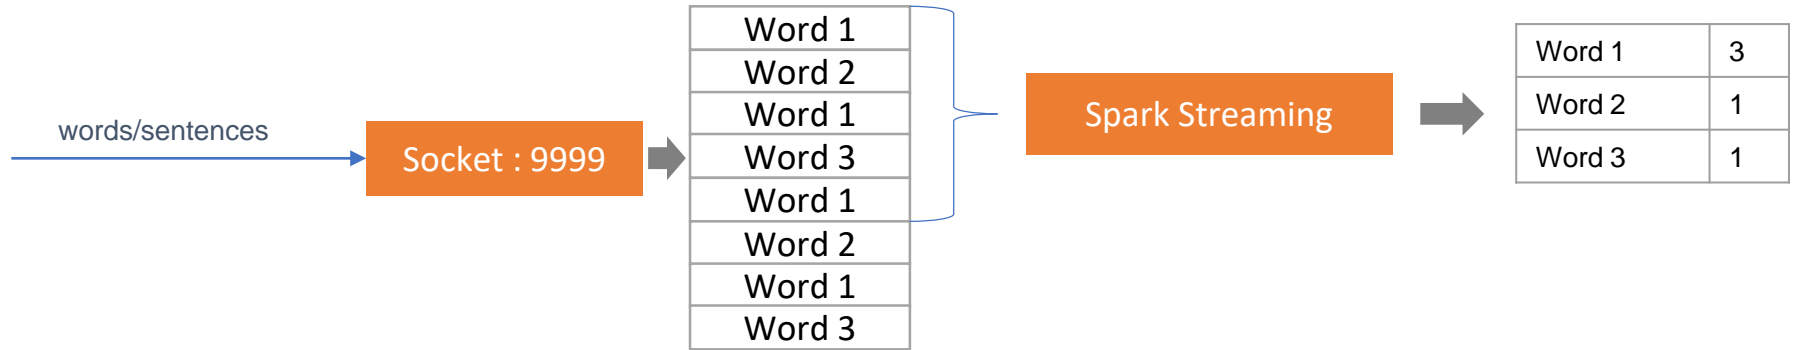 words/sentences
Socket : 9999
Word 1
Word 2
Word 1
Word 3
Word 1
Word 2
Word 1
Word 3
Spark Streaming
Word 1 3
Word 2 1
Word 3 1